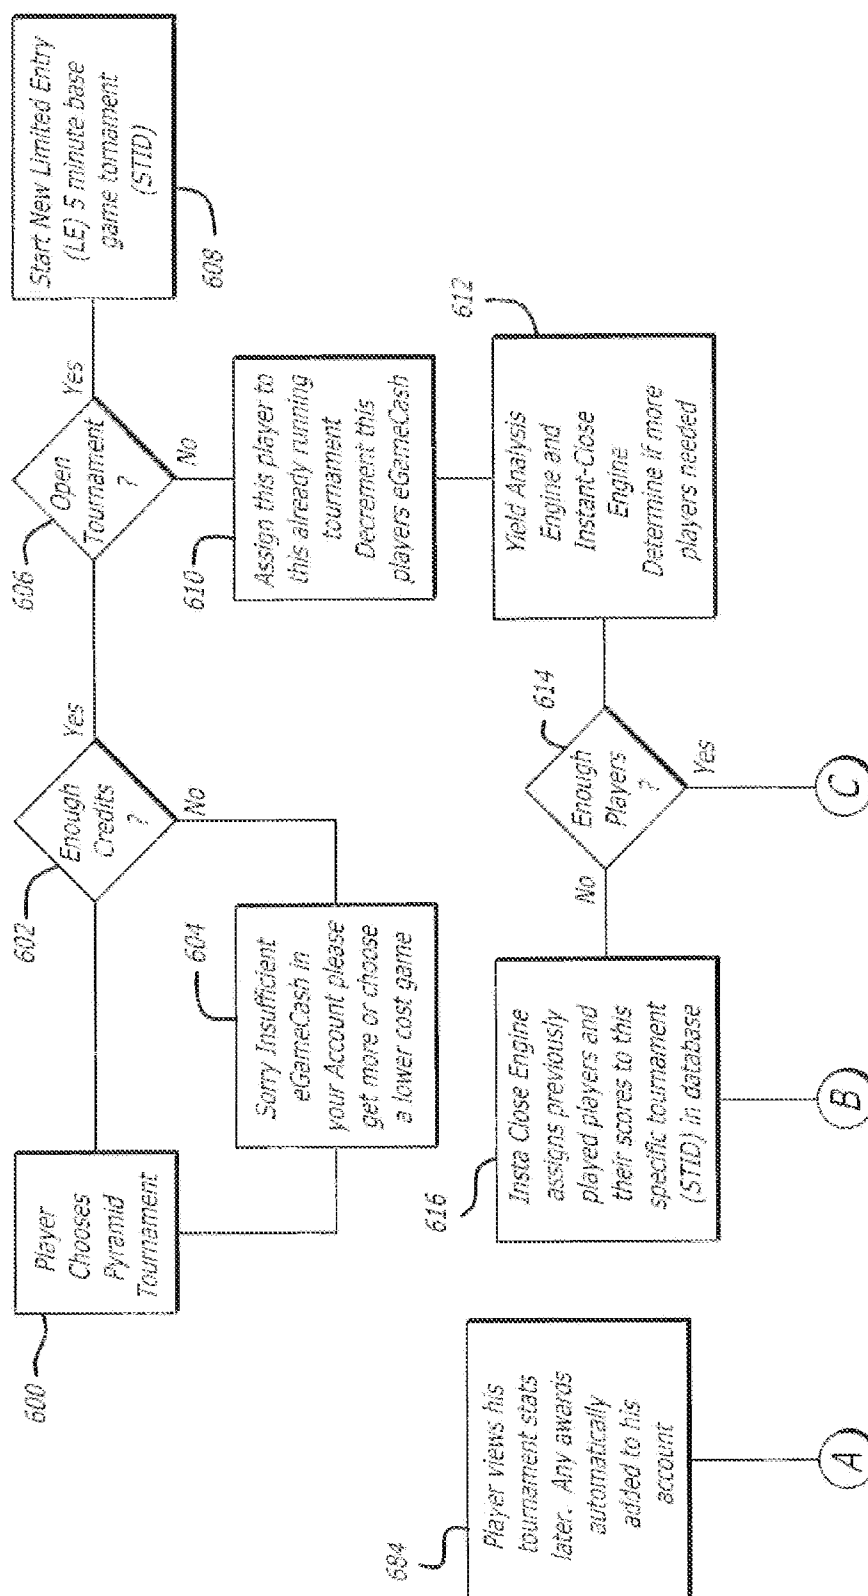 600
Player
Chooses
Pyramid
Tournament
602
Enough
Credits
?
Yes
No
604
Sorry Insufficient
eGameCash in
your Account please
get more or choose
a lower cost game
606
Open
Tournament
?
Yes
No
Start New Limited Entry
(LE) 5 minute base
game tornament
(STID)
608
610
Assign this player to
this already running
tournament
Decrement this
players eGameCash
612
Yield Analysis
Engine and
Instant-Close
Engine
Determine if more
players needed
614
Enough
Players
?
No
Yes
C
616
Insta Close Engine
assigns previously
played players and
their scores to this
specific tournament
(STID) in database
B
684
Player views his
tournament stats
later. Any awards
automatically
added to his
account
A